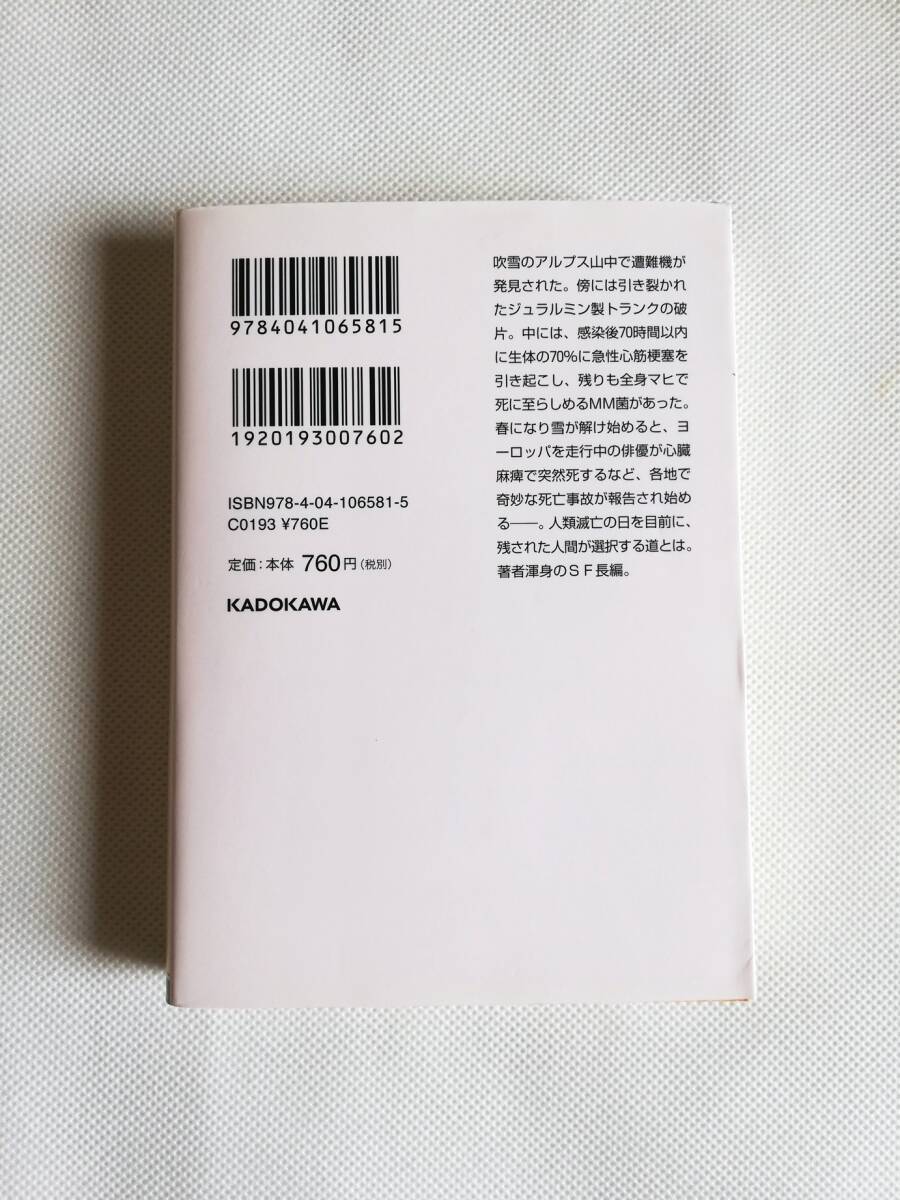 9784041065815
1920193007602
ISBN978-4-04-106581-5
C0193 ¥760E
定価:本体 760円(税別)
KADOKAWA
吹雪のアルプス山中で遭難機が
発見された。傍には引き裂かれ
たジュラルミン製トランクの破
片。中には、感染後70時間以内
に生体の70%に急性心筋梗塞を
引き起こし、残りも全身マヒで
死に至らしめるMM菌があった。
春になり雪が解け始めると、ヨ
ーロッパを走行中の俳優が心臓
麻痺で突然死するなど、各地で
奇妙な死亡事故が報告され始め
る――。人類滅亡の日を目前に、
残された人間が選択する道とは。
著者渾身のＳＦ長編。